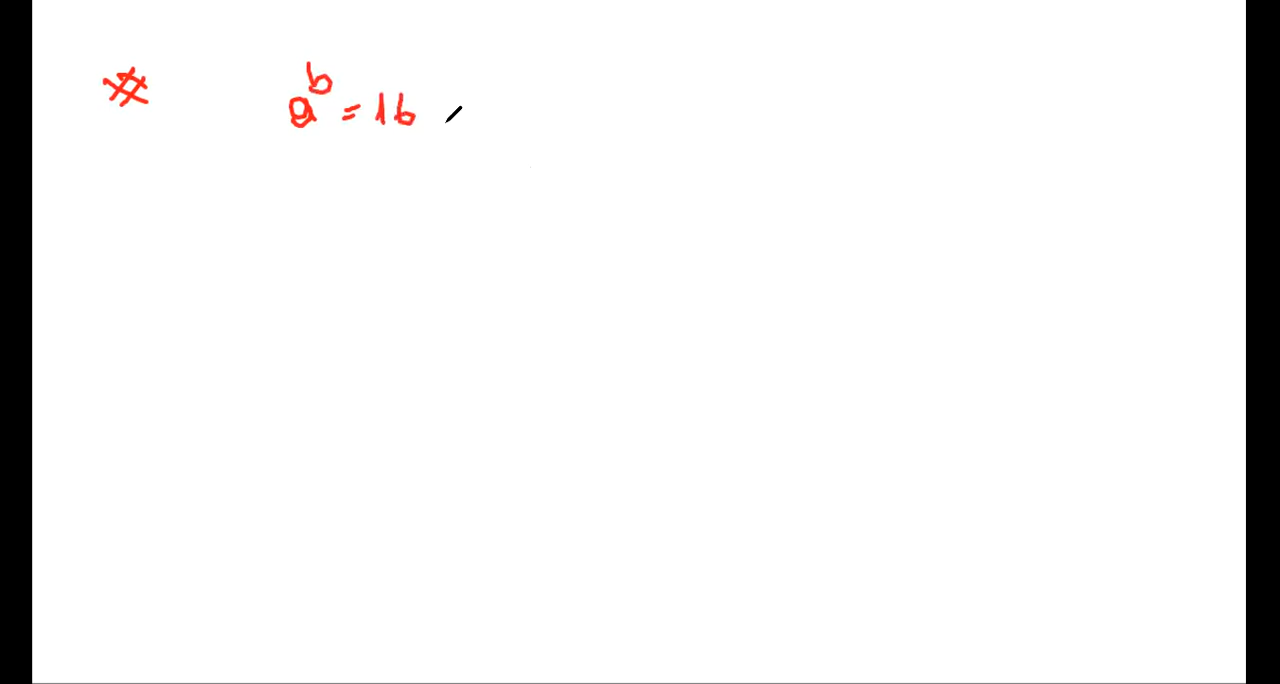 # a^b = 16